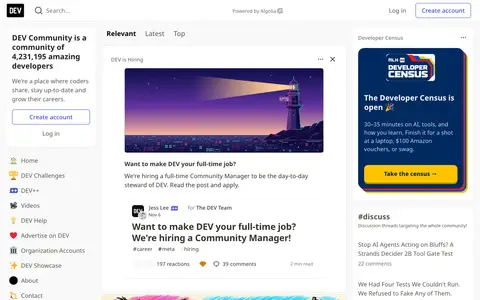 DEV
Search...
Powered by Algolia
Log in
Create account
DEV Community is a
community of
4,231,195 amazing
developers
We're a place where coders
share, stay up-to-date and
grow their careers.
Create account
Log in
Home
DEV Challenges
DEV++
Videos
DEV Help
Advertise on DEV
Organization Accounts
DEV Showcase
About
Contact
Relevant
Latest
Top
DEV is Hiring
Want to make DEV your full-time job?
We're hiring a full-time Community Manager to be the day-to-day
steward of DEV. Read the post and apply.
DEV
Jess Lee for The DEV Team
Nov 6
Want to make DEV your full-time job?
We're hiring a Community Manager!
#career #meta hiring
197 reactions
39 comments
2 min read
Developer Census
MLH
DEVELOPER
CENSUS
The Developer Census is
open 🎉
30–35 minutes on AI, tools, and
how you learn. Finish it for a shot
at a laptop, $100 Amazon
vouchers, or swag.
Take the census →
#discuss
Discussion threads targeting the whole community!
Stop AI Agents Acting on Bluffs? A
Strands Decider 2B Tool Gate Test
22 comments
We Had Four Tests We Couldn't Run.
We Refused to Fake Any of Them.